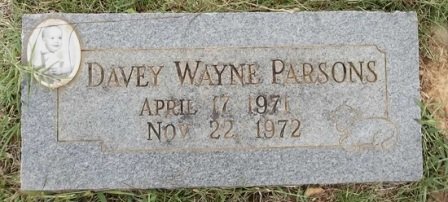 DAVEY WAYNE PARSONS
APRIL 17 1971
NOV. 22, 1972